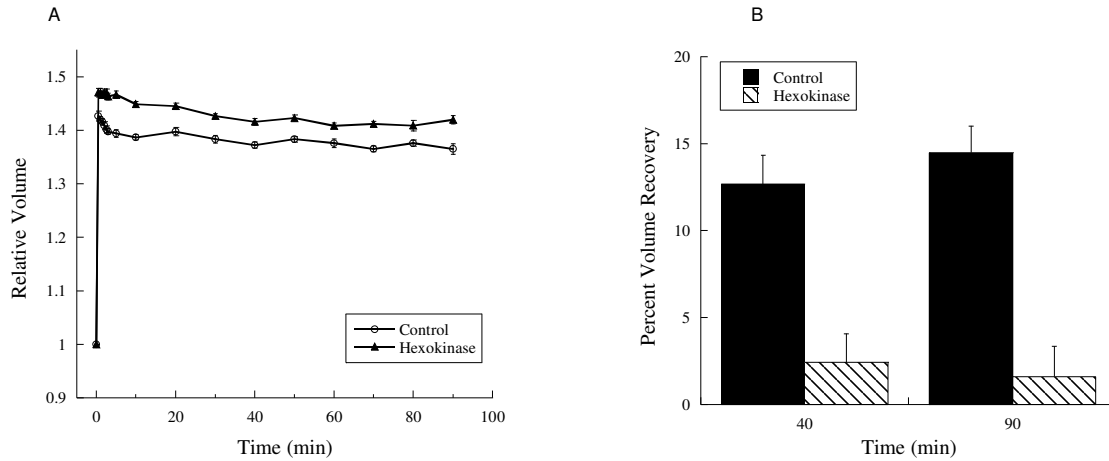 A
1.5
1.4
1.3
1.2
1.1
1
0.9
Relative Volume
Control
Hexokinase
0 20 40 60 80 100
Time (min)
B
20
15
10
5
0
Percent Volume Recovery
Control
Hexokinase
40 90
Time (min)